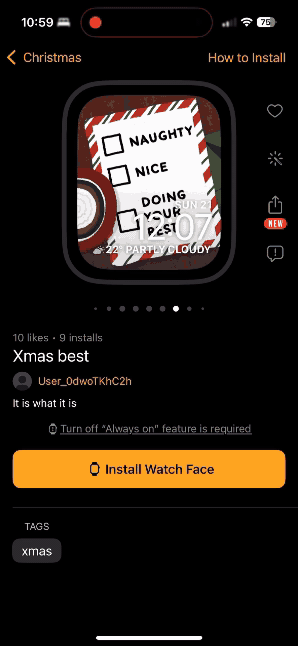 10:59
75
Christmas
How to Install
NAUGHTY
NICE
DOING
SUN 21
YOUR
12:07
BEST
22° PARTLY CLOUDY
NEW
10 likes • 9 installs
Xmas best
User_0dwoTKhC2h
It is what it is
Turn off “Always on” feature is required
Install Watch Face
TAGS
xmas